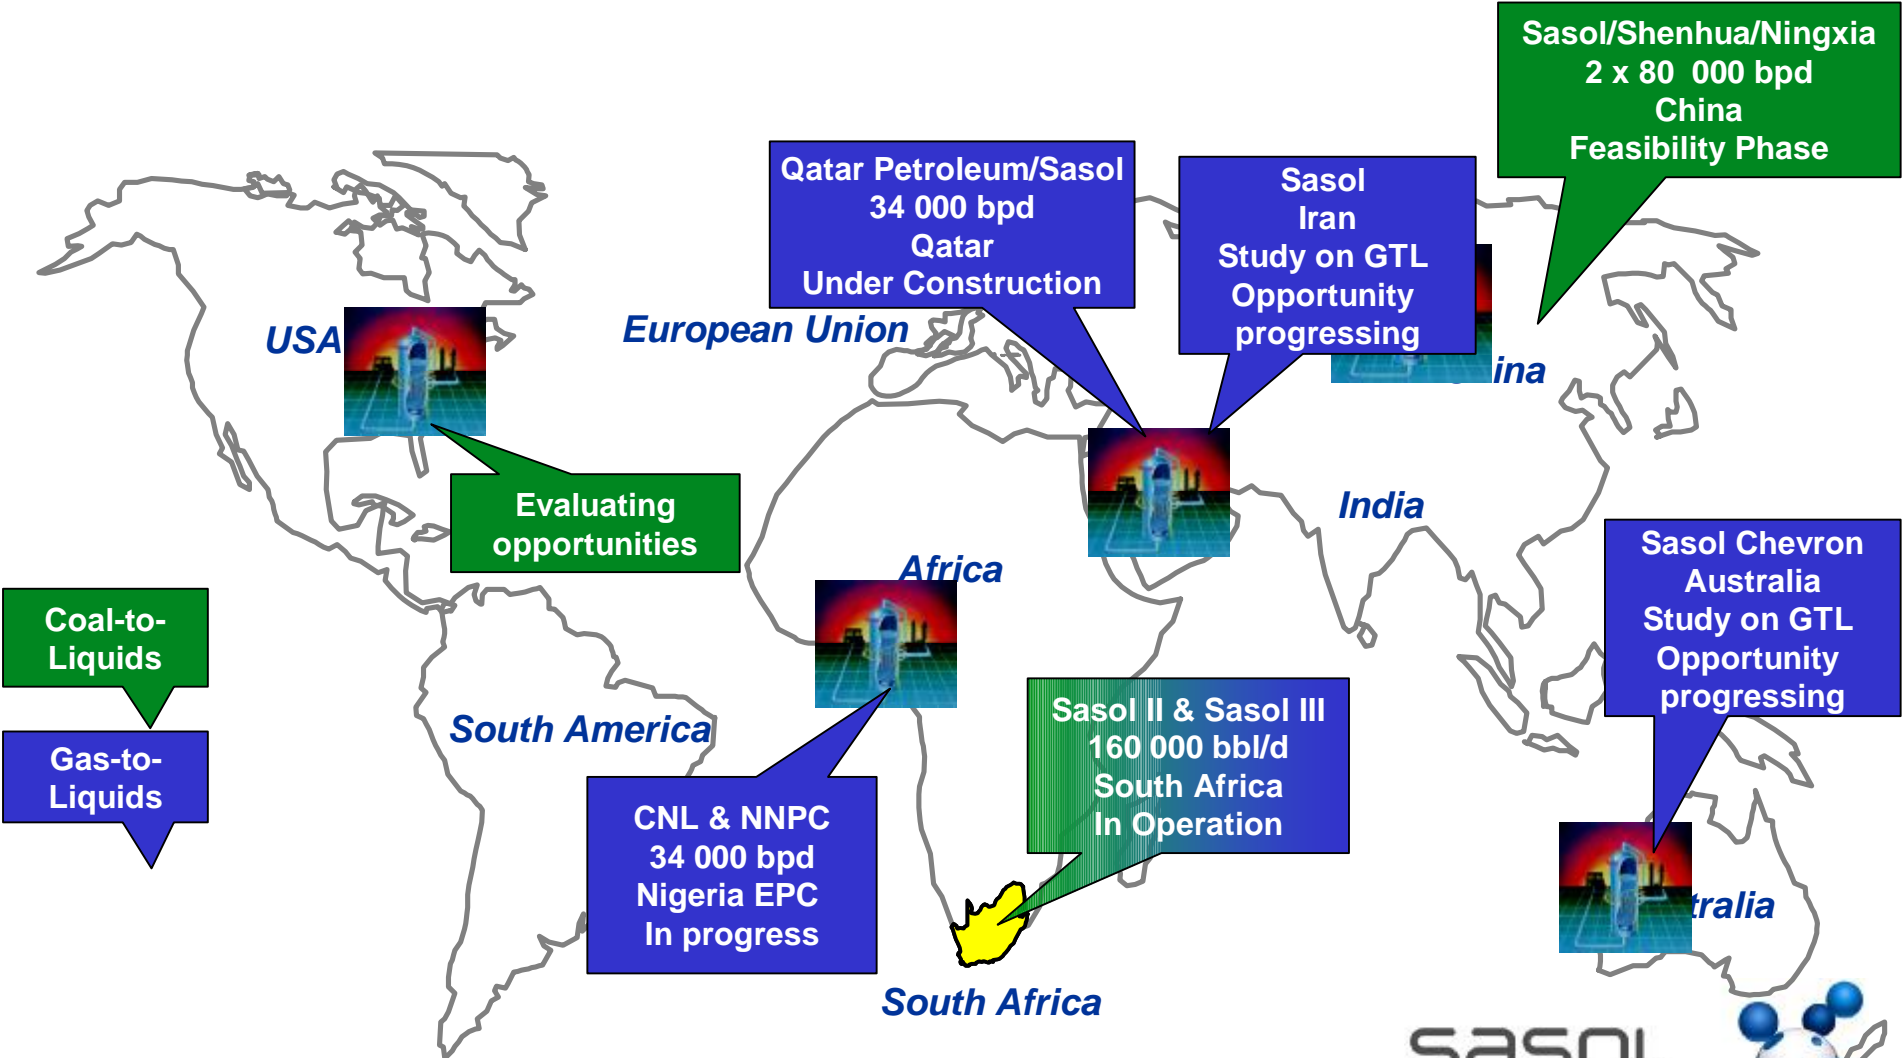 Sasol/Shenhua/Ningxia
2 x 80 000 bpd
China
Feasibility Phase
Qatar Petroleum/Sasol
34 000 bpd
Qatar
Under Construction
Sasol
Iran
Study on GTL
Opportunity
progressing
USA
European Union
ina
Evaluating
opportunities
India
Africa
Sasol Chevron
Australia
Study on GTL
Opportunity
progressing
Coal-to-
Liquids
Gas-to-
Liquids
South America
Sasol II & Sasol III
160 000 bbl/d
South Africa
In Operation
CNL & NNPC
34 000 bpd
Nigeria EPC
In progress
tralia
South Africa
sasol